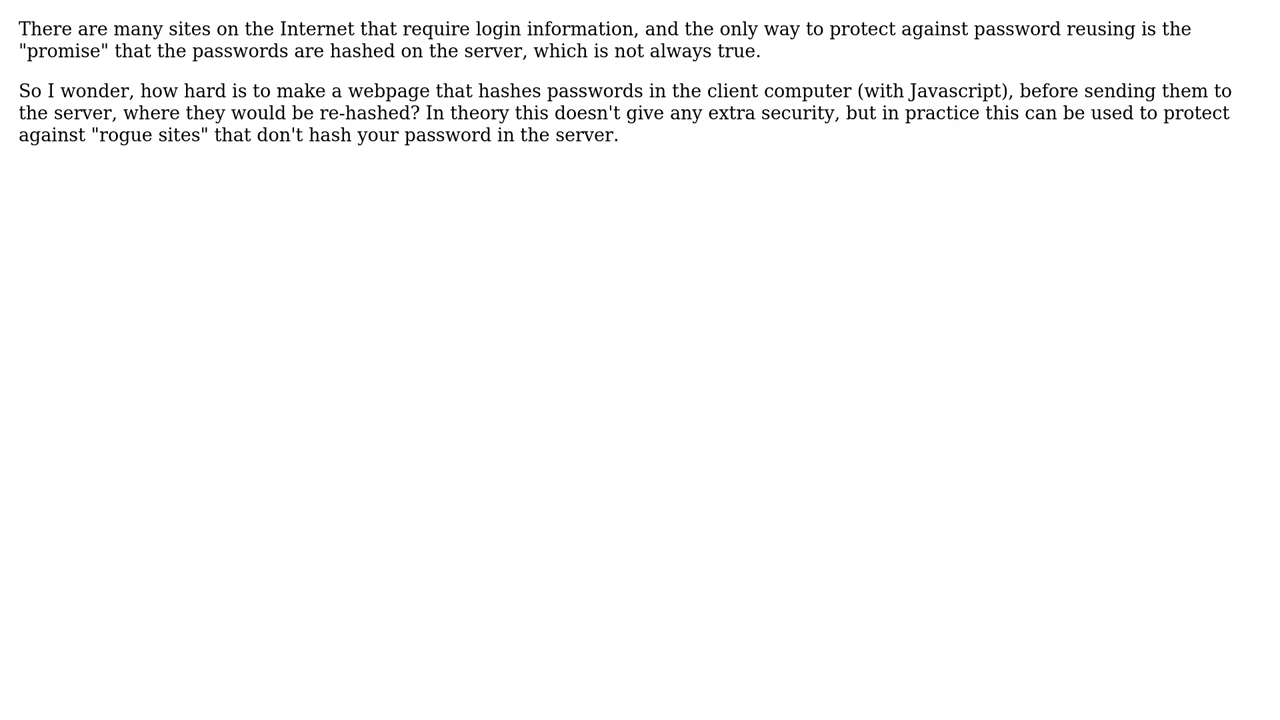 There are many sites on the Internet that require login information, and the only way to protect against password reusing is the
"promise" that the passwords are hashed on the server, which is not always true.
So I wonder, how hard is to make a webpage that hashes passwords in the client computer (with Javascript), before sending them to
the server, where they would be re-hashed? In theory this doesn't give any extra security, but in practice this can be used to protect
against "rogue sites" that don't hash your password in the server.